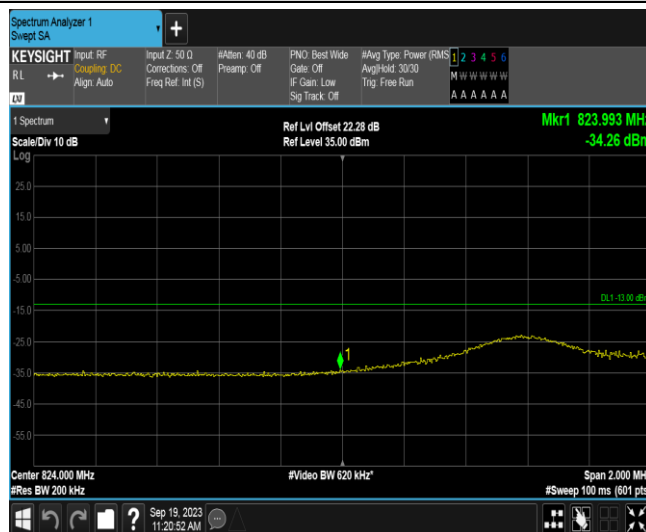 Spectrum Analyzer 1
Swept SA
+
KEYSIGHT
RL
LXI
Input: RF
Coupling: DC
Align: Auto
Input Z: 50 Ω
Corrections: Off
Freq Ref: Int (S)
#Atten: 40 dB
Preamp: Off
PNO: Best Wide
Gate: Off
IF Gain: Low
Sig Track: Off
#Avg Type: Power (RMS
Avg|Hold: 30/30
Trig: Free Run
1 2 3 4 5 6
M W W W W W
A A A A A A
1 Spectrum
Scale/Div 10 dB
Log
Ref Lvl Offset 22.28 dB
Ref Level 35.00 dBm
Mkr1 823.993 MHz
-34.26 dBm
25.0
15.0
5.00
-5.00
DL1 -13.00 dBm
-15.0
-25.0
1
-35.0
-45.0
-55.0
Center 824.000 MHz
#Res BW 200 kHz
#Video BW 620 kHz*
Span 2.000 MH
#Sweep 100 ms (601 pts
?
Sep 19, 2023
11:20:52 AM